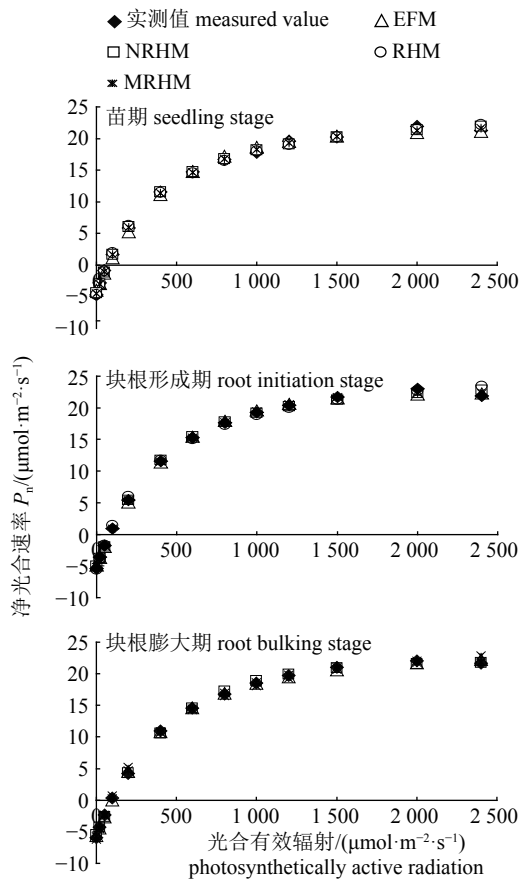 ◆ 实测值 measured value △ EFM
□ NRHM ○ RHM
✳ MRHM
净光合速率 Pₙ/(μmol·m⁻²·s⁻¹)
苗期 seedling stage
25
20
15
10
5
0
−5
−10
500 1 000 1 500 2 000 2 500
块根形成期 root initiation stage
25
20
15
10
5
0
−5
−10
500 1 000 1 500 2 000 2 500
块根膨大期 root bulking stage
25
20
15
10
5
0
−5
−10
500 1 000 1 500 2 000 2 500
光合有效辐射/(μmol·m⁻²·s⁻¹)
photosynthetically active radiation